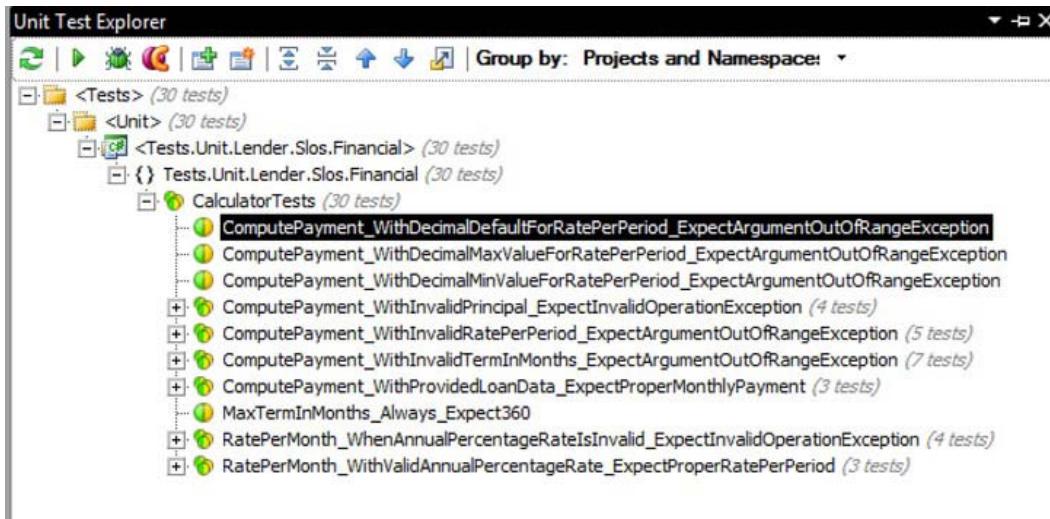 Unit Test Explorer
Group by: Projects and Namespace:
<Tests> (30 tests)
<Unit> (30 tests)
<Tests.Unit.Lender.Slos.Financial> (30 tests)
{} Tests.Unit.Lender.Slos.Financial (30 tests)
CalculatorTests (30 tests)
ComputePayment_WithDecimalDefaultForRatePerPeriod_ExpectArgumentOutOfRangeException
ComputePayment_WithDecimalMaxValueForRatePerPeriod_ExpectArgumentOutOfRangeException
ComputePayment_WithDecimalMinValueForRatePerPeriod_ExpectArgumentOutOfRangeException
ComputePayment_WithInvalidPrincipal_ExpectInvalidOperationException (4 tests)
ComputePayment_WithInvalidRatePerPeriod_ExpectArgumentOutOfRangeException (5 tests)
ComputePayment_WithInvalidTermInMonths_ExpectArgumentOutOfRangeException (7 tests)
ComputePayment_WithProvidedLoanData_ExpectProperMonthlyPayment (3 tests)
MaxTermInMonths_Always_Expect360
RatePerMonth_WhenAnnualPercentageRateIsInvalid_ExpectInvalidOperationException (4 tests)
RatePerMonth_WithValidAnnualPercentageRate_ExpectProperRatePerPeriod (3 tests)